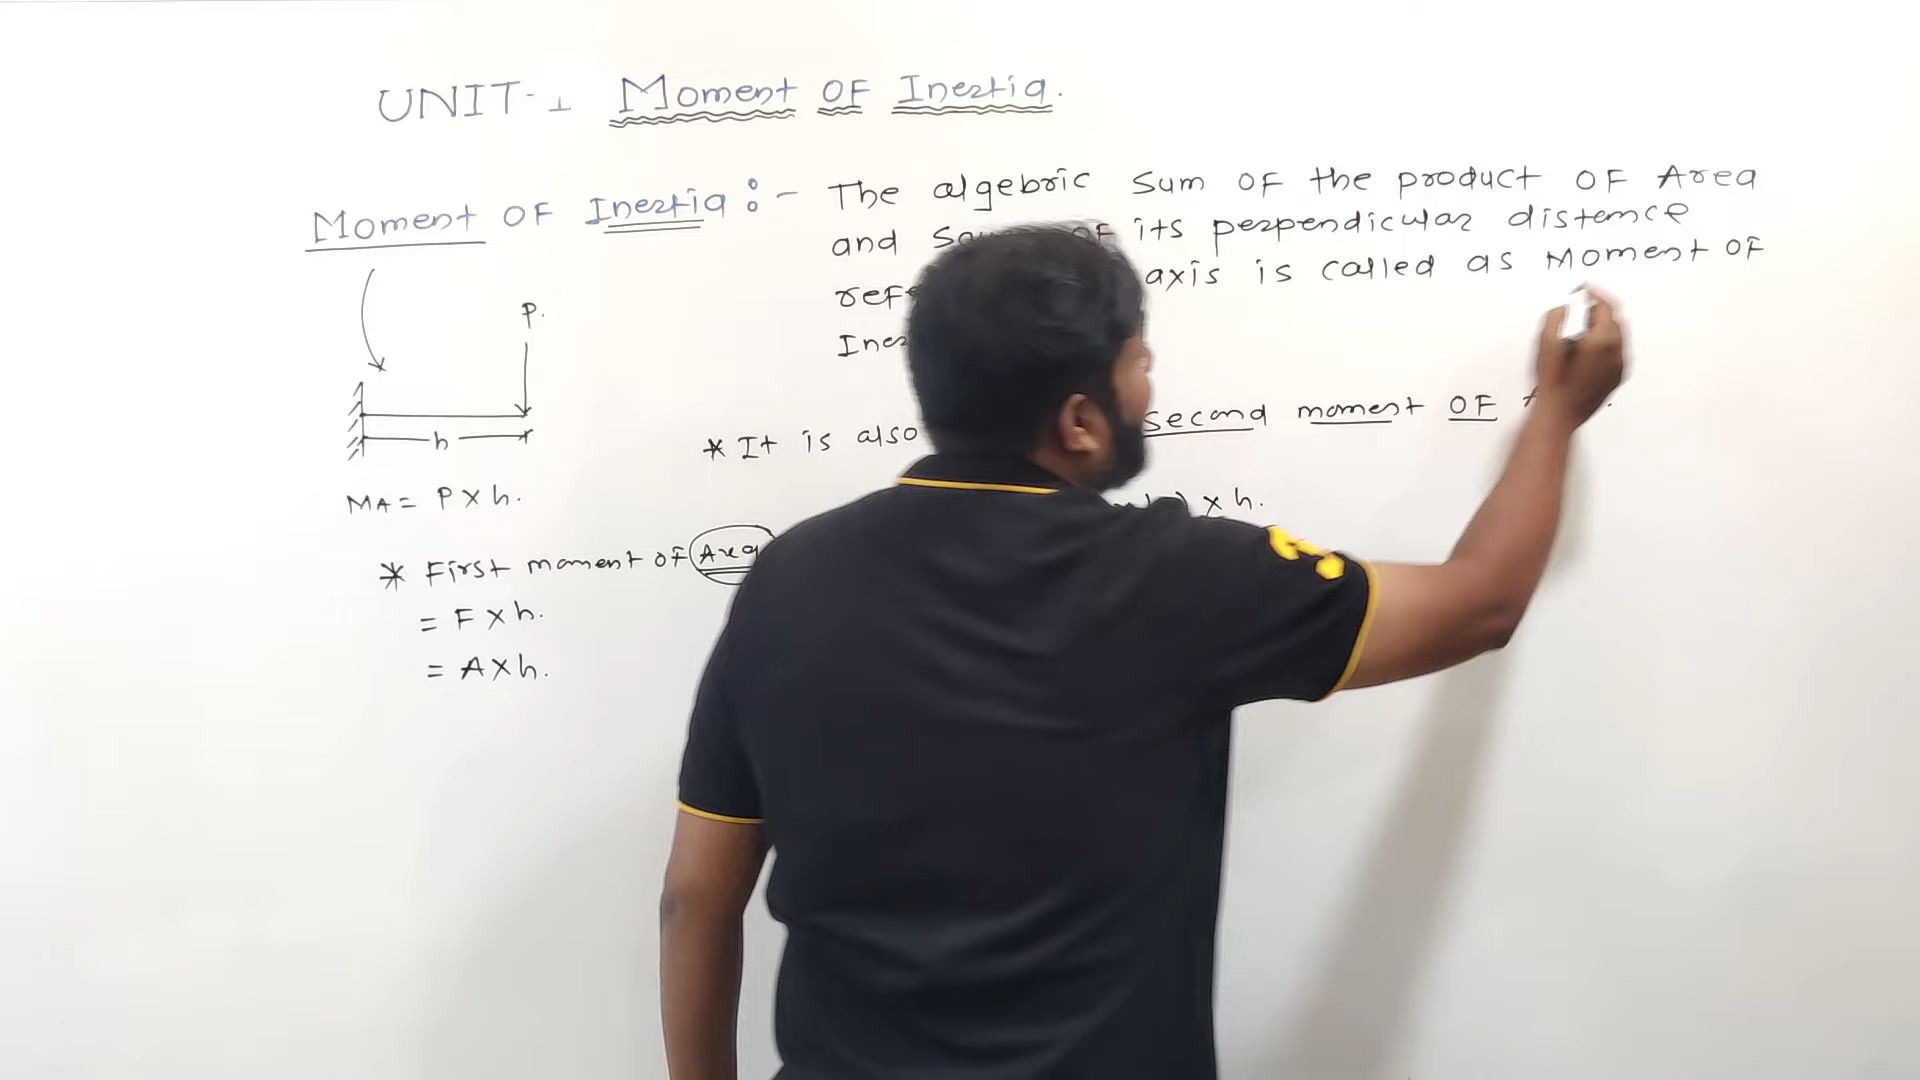 UNIT-1 Moment OF Inertia.
Moment OF Inertia :- The algebric sum OF the product OF Area
and OF its perpendicular distence
axis is called as Moment OF
P.
h
* It is also second moment OF
MA = P X h.
x h.
* First moment OF Area
= F X h.
= A X h.